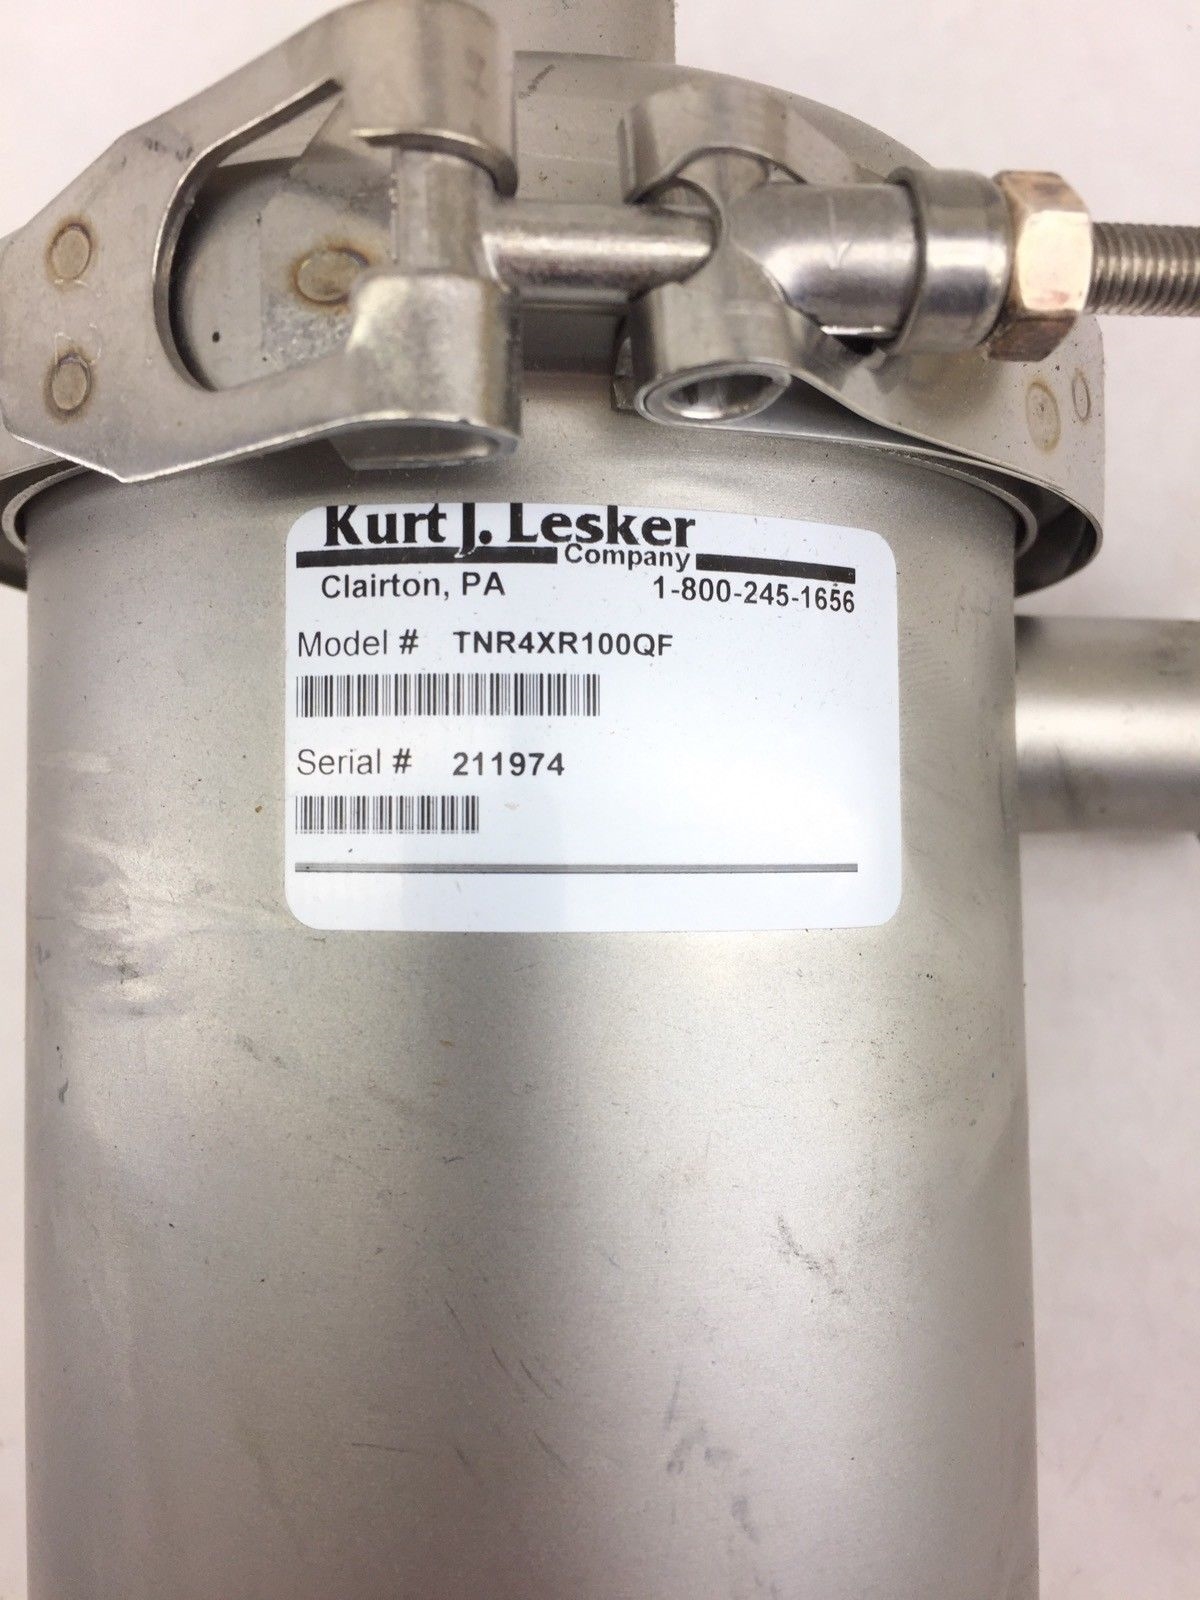 Kurt J. Lesker
Company
Clairton, PA 1-800-245-1656
Model # TNR4XR100QF
Serial # 211974